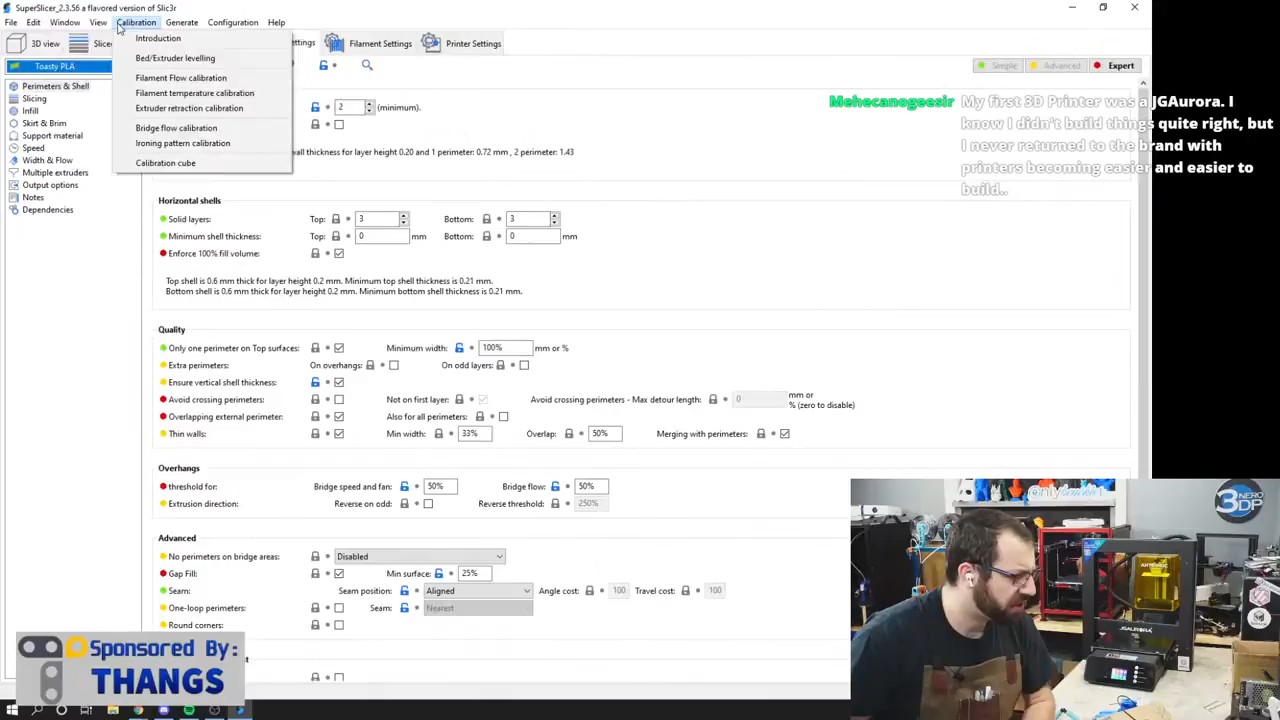 SuperSlicer_2.3.56 a flavored version of Slic3r
File Edit Window View Calibration Generate Configuration Help
3D view Slice ettings Filament Settings Printer Settings
Introduction
Bed/Extruder levelling
Filament Flow calibration
Filament temperature calibration
Extruder retraction calibration
Bridge flow calibration
Ironing pattern calibration
Calibration cube
Toasty PLA
Simple Advanced Expert
Perimeters & Shell
Slicing
Infill
Skirt & Brim
Support material
Speed
Width & Flow
Multiple extruders
Output options
Notes
Dependencies
2 (minimum).
wall thickness for layer height 0.20 and 1 perimeter: 0.72 mm , 2 perimeter: 1.43
Horizontal shells
Solid layers: Top: 3 Bottom: 3
Minimum shell thickness: Top: 0 mm Bottom: 0 mm
Enforce 100% fill volume:
Top shell is 0.6 mm thick for layer height 0.2 mm. Minimum top shell thickness is 0.21 mm.
Bottom shell is 0.6 mm thick for layer height 0.2 mm. Minimum bottom shell thickness is 0.21 mm.
Quality
Only one perimeter on Top surfaces: Minimum width: 100% mm or %
Extra perimeters: On overhangs: On odd layers:
Ensure vertical shell thickness:
Avoid crossing perimeters: Not on first layer: Avoid crossing perimeters - Max detour length: 0 mm or
% (zero to disable)
Overlapping external perimeter: Also for all perimeters:
Thin walls: Min width: 33% Overlap: 50% Merging with perimeters:
Overhangs
threshold for: Bridge speed and fan: 50% Bridge flow: 50%
Extrusion direction: Reverse on odd: Reverse threshold: 250%
Advanced
No perimeters on bridge areas: Disabled
Gap Fill: Min surface: 25%
Seam: Seam position: Aligned Angle cost: 100 Travel cost: 100
One-loop perimeters: Seam: Nearest
Round corners:
Mehecanogeesir My first 3D Printer was a JGAurora. I
know I didn't build things quite right, but
I never returned to the brand with
printers becoming easier and easier to
build..
Sponsored By:
THANGS
3
NERO
3DP
JGAURORA